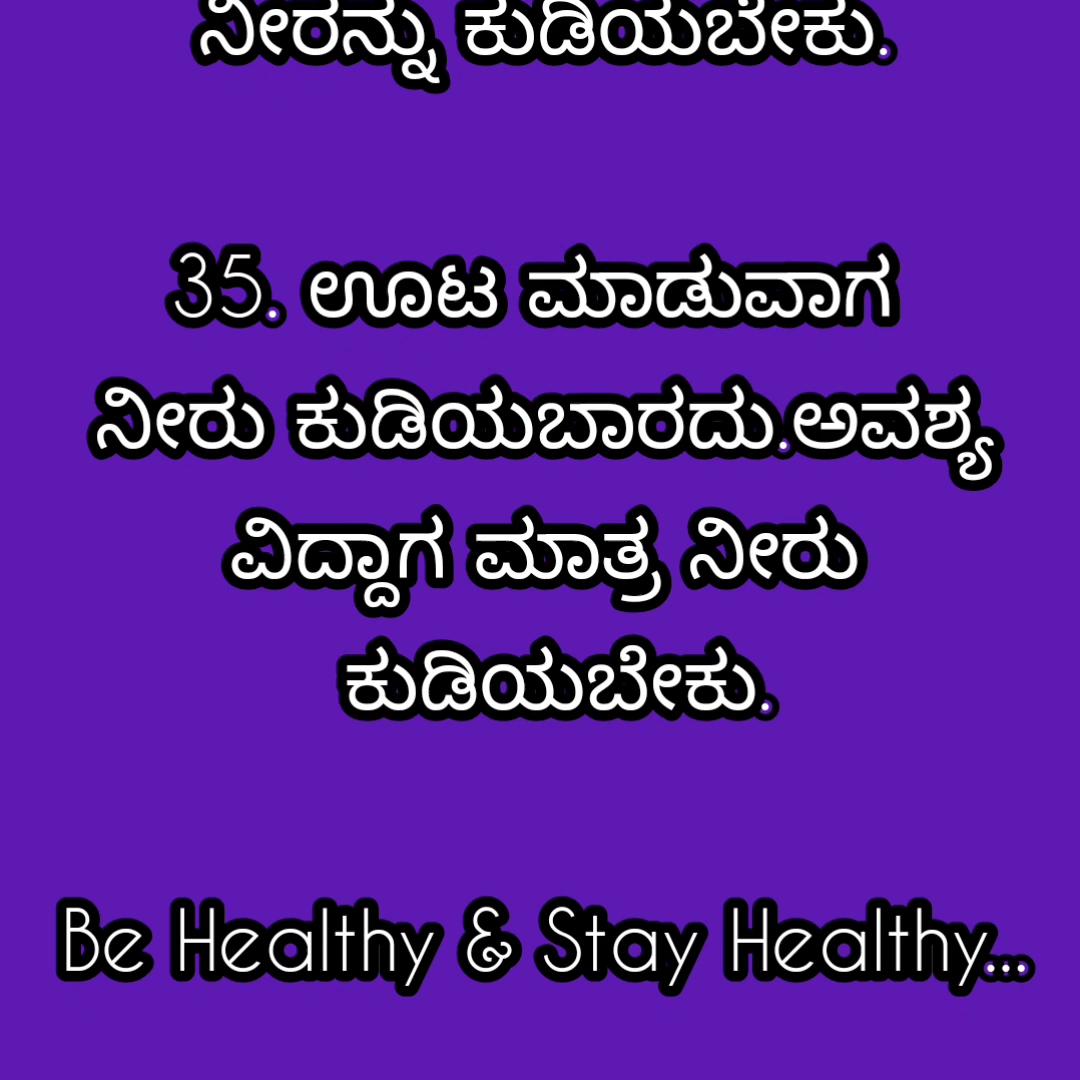 ನೀರನ್ನು ಕುಡಿಯಬೇಕು.
35. ಊಟ ಮಾಡುವಾಗ
ನೀರು ಕುಡಿಯಬಾರದು.ಅವಶ್ಯ
ವಿದ್ದಾಗ ಮಾತ್ರ ನೀರು
ಕುಡಿಯಬೇಕು.
Be Healthy & Stay Healthy...